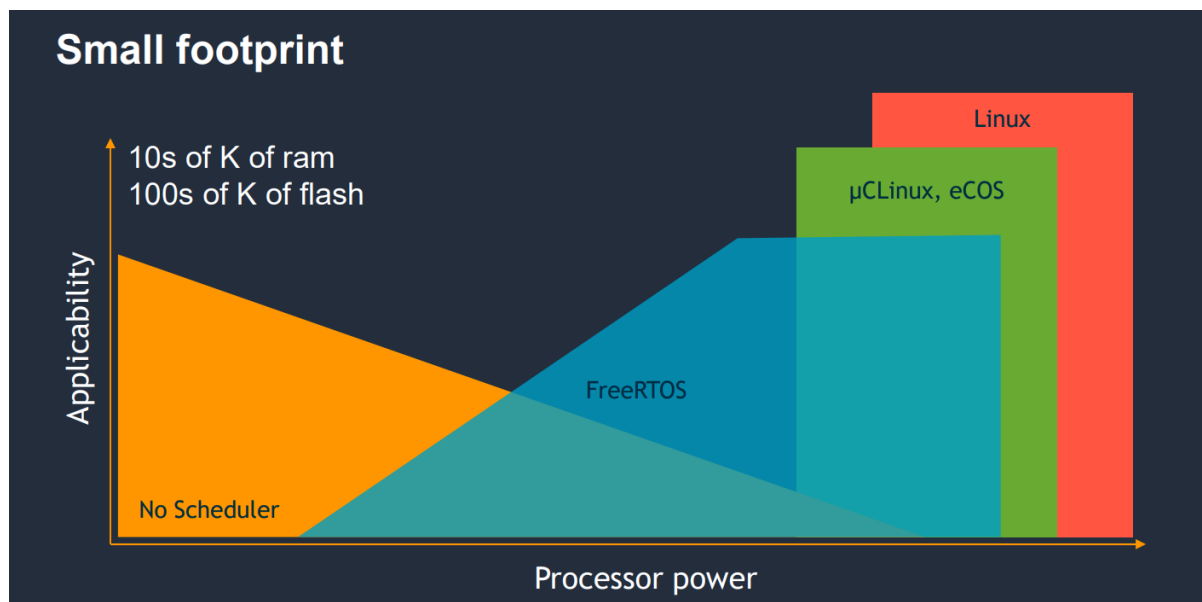 Small footprint
10s of K of ram
100s of K of flash
Linux
µCLinux, eCOS
Applicability
FreeRTOS
No Scheduler
Processor power